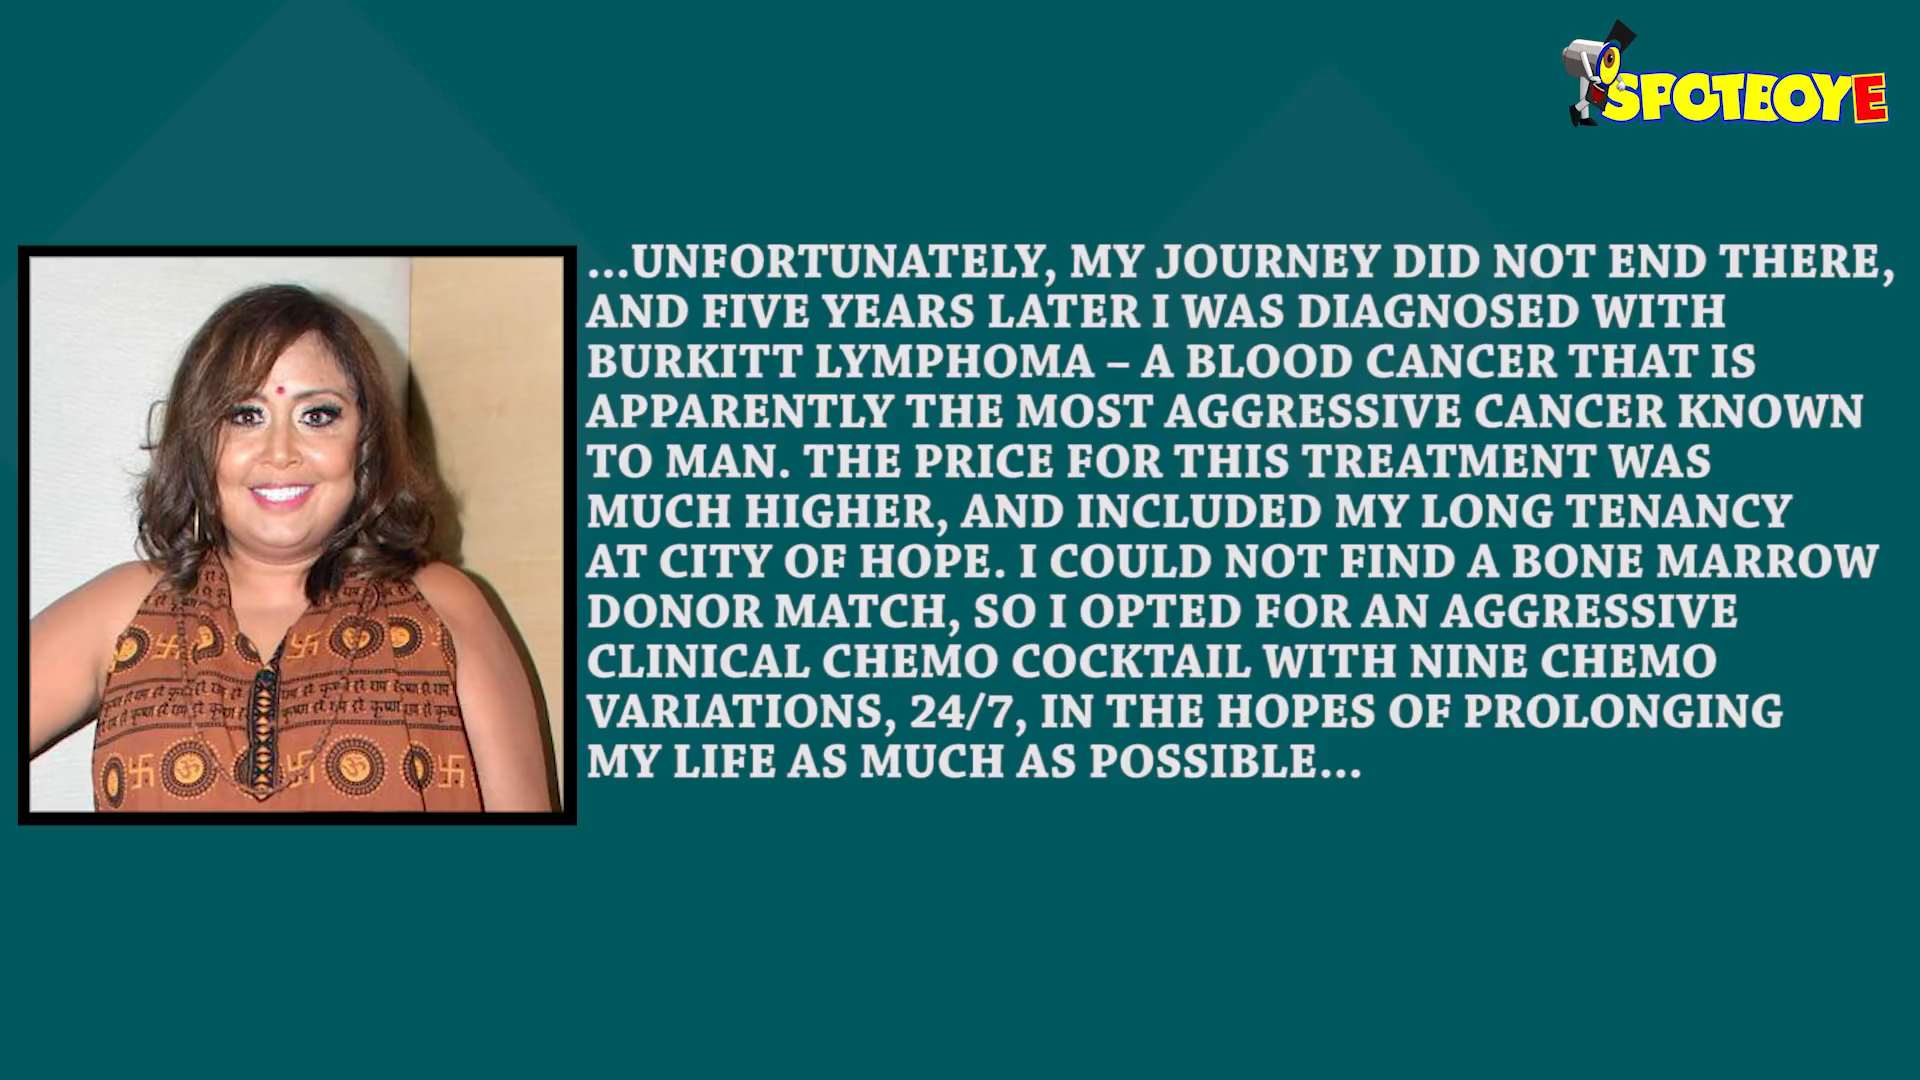 SPOTBOYE
...UNFORTUNATELY, MY JOURNEY DID NOT END THERE,
AND FIVE YEARS LATER I WAS DIAGNOSED WITH
BURKITT LYMPHOMA – A BLOOD CANCER THAT IS
APPARENTLY THE MOST AGGRESSIVE CANCER KNOWN
TO MAN. THE PRICE FOR THIS TREATMENT WAS
MUCH HIGHER, AND INCLUDED MY LONG TENANCY
AT CITY OF HOPE. I COULD NOT FIND A BONE MARROW
DONOR MATCH, SO I OPTED FOR AN AGGRESSIVE
CLINICAL CHEMO COCKTAIL WITH NINE CHEMO
VARIATIONS, 24/7, IN THE HOPES OF PROLONGING
MY LIFE AS MUCH AS POSSIBLE...